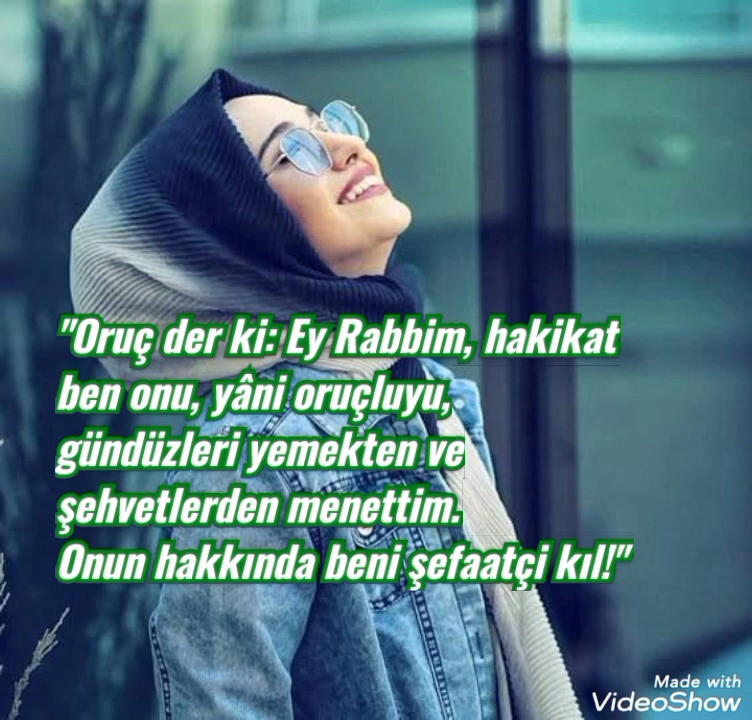 "Oruç der ki: Ey Rabbim, hakikat
ben onu, yâni oruçluyu,
gündüzleri yemekten ve
şehvetlerden menettim.
Onun hakkında beni şefaatçi kıl!"
Made with
VideoShow